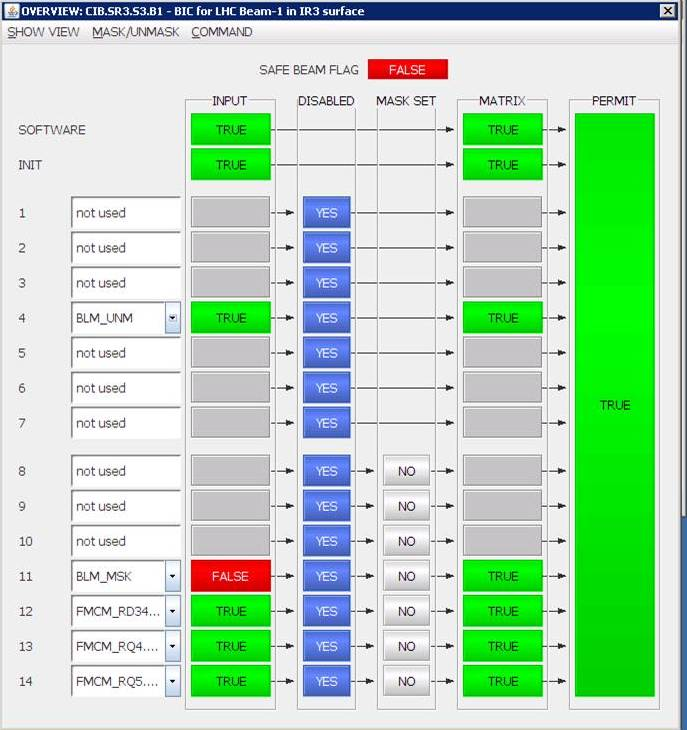 OVERVIEW: CIB.SR3.S3.B1 - BIC for LHC Beam-1 in IR3 surface
SHOW VIEW MASK/UNMASK COMMAND
SAFE BEAM FLAG FALSE
INPUT DISABLED MASK SET MATRIX PERMIT
SOFTWARE TRUE TRUE
INIT TRUE TRUE
1 not used YES
2 not used YES
3 not used YES
4 BLM_UNM TRUE YES TRUE
5 not used YES
6 not used YES
TRUE
7 not used YES
8 not used YES NO
9 not used YES NO
10 not used YES NO
11 BLM_MSK FALSE YES NO TRUE
12 FMCM_RD34... TRUE YES NO TRUE
13 FMCM_RQ4.... TRUE YES NO TRUE
14 FMCM_RQ5.... TRUE YES NO TRUE